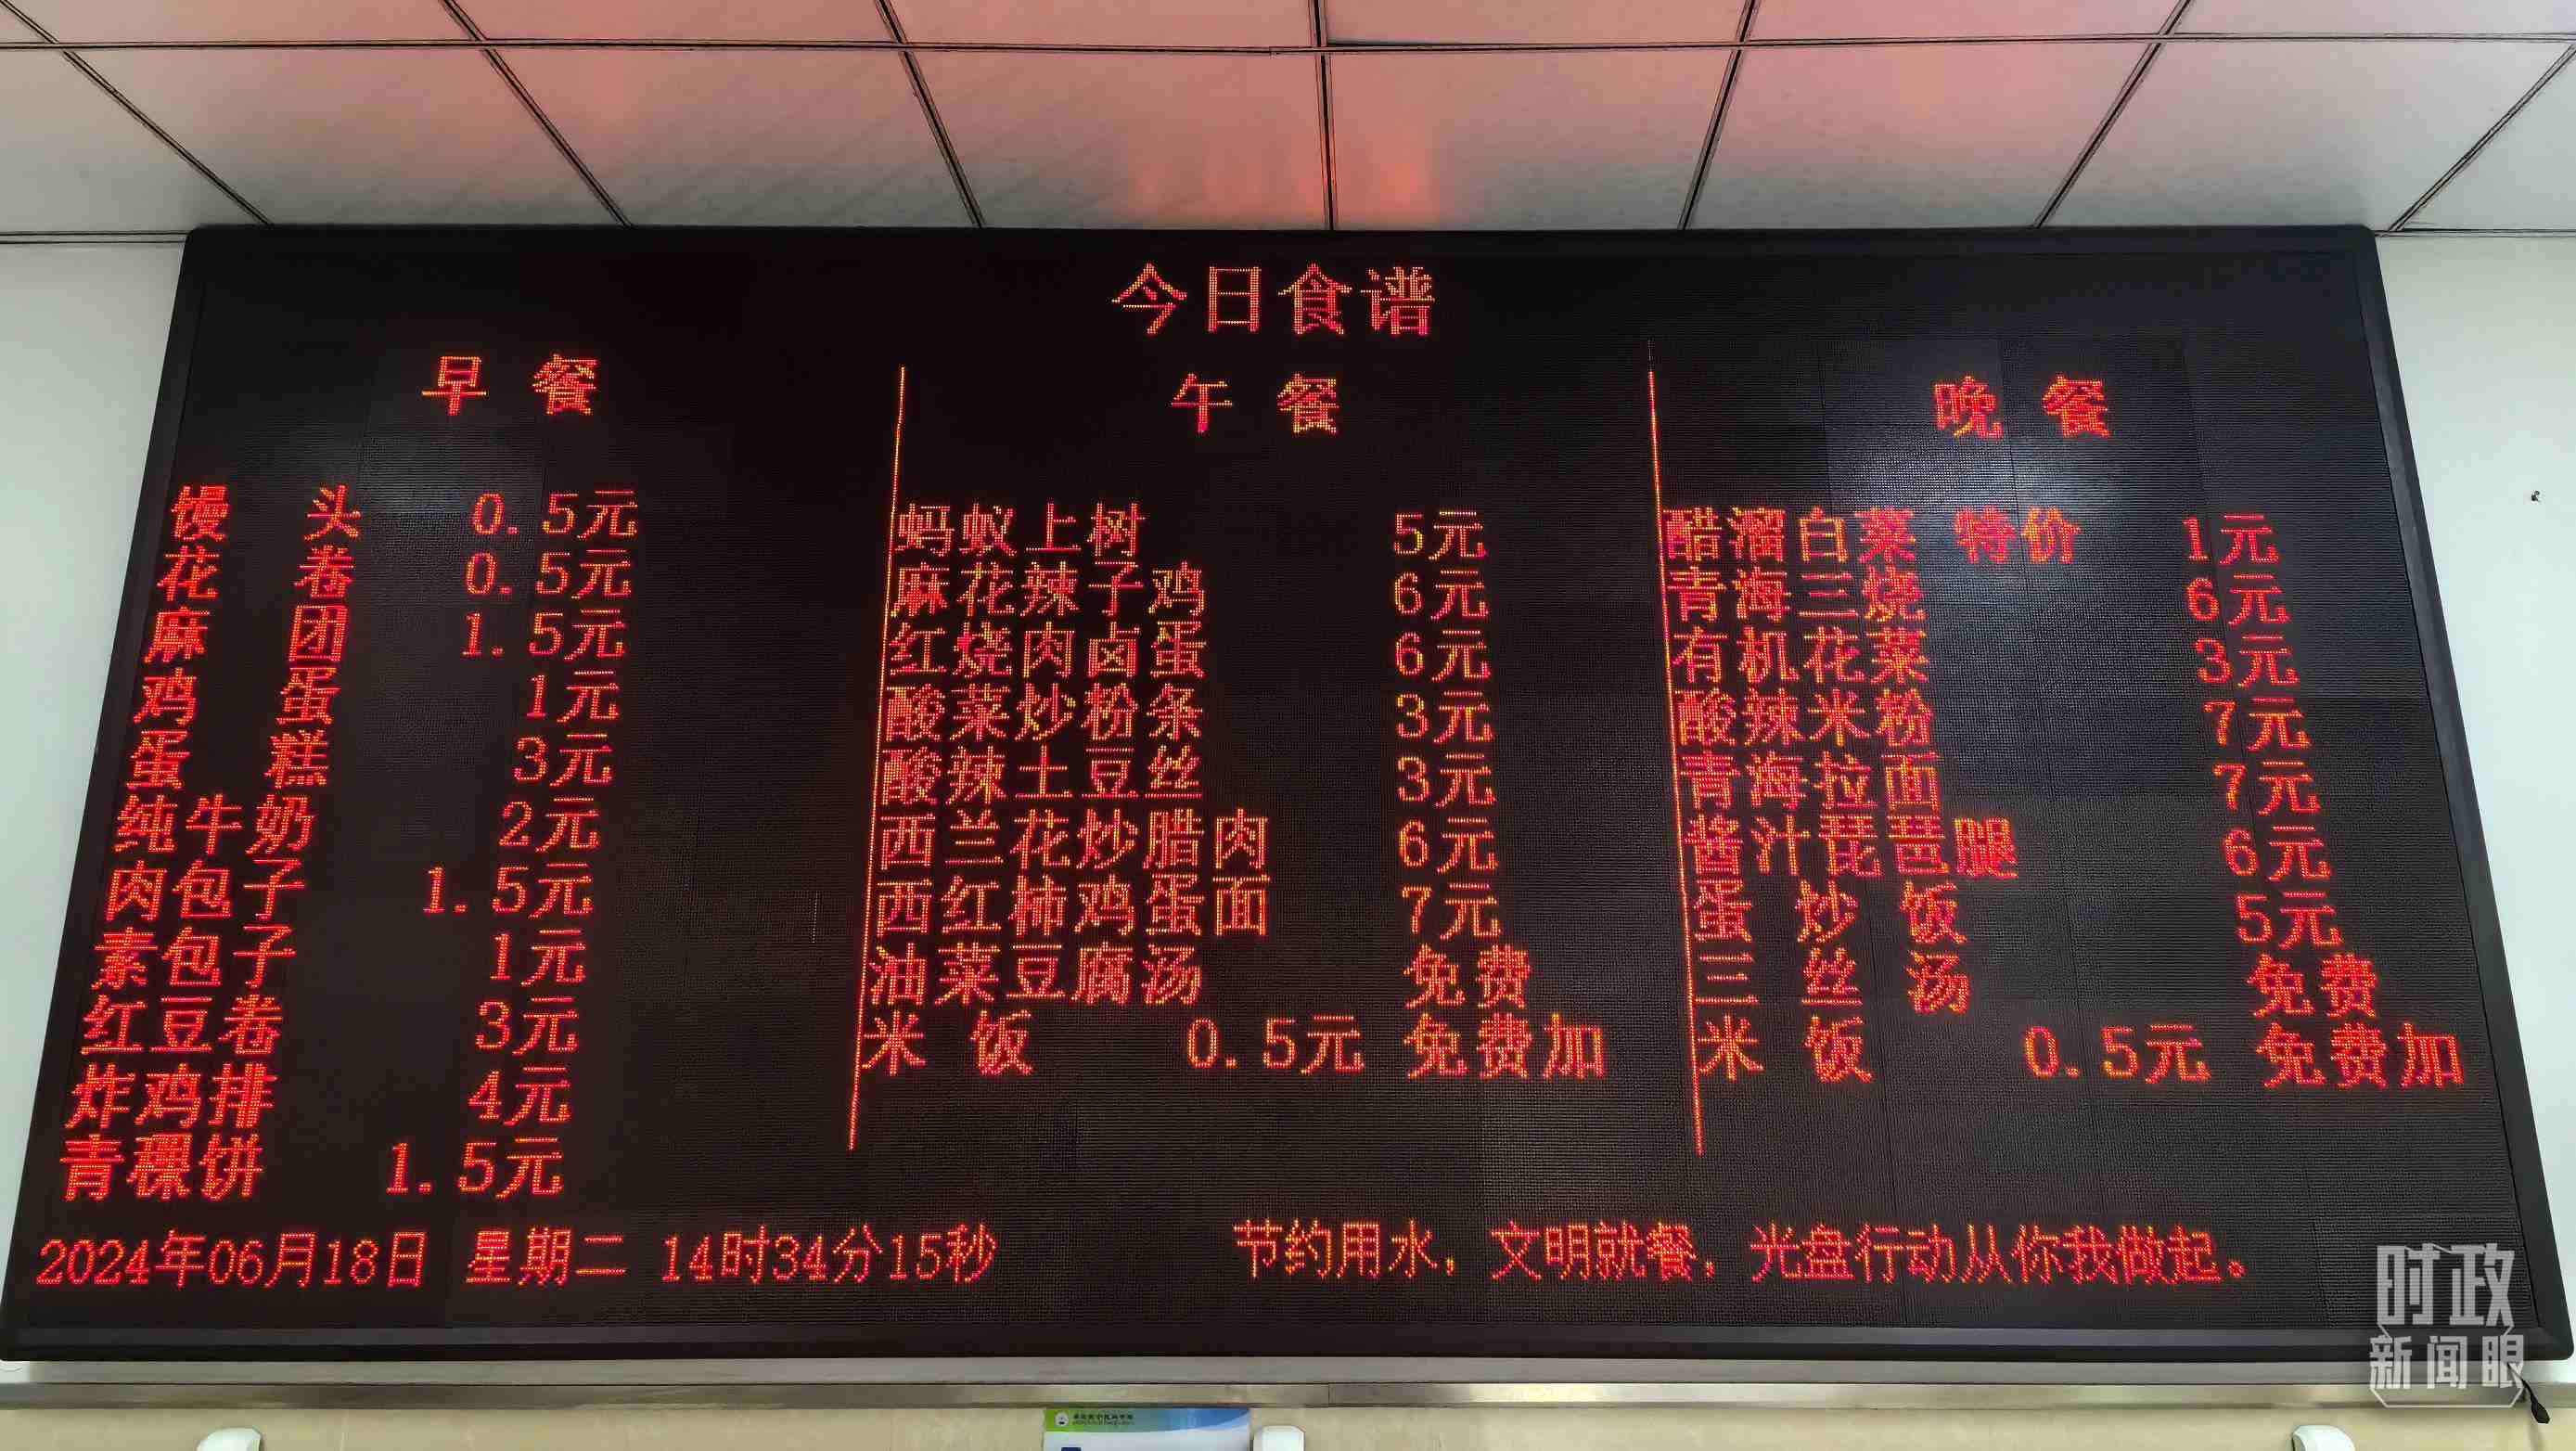 今日食谱
早 餐
馒 头 0.5元
花 卷 0.5元
麻 团 1.5元
鸡 蛋 1元
蛋 糕 3元
纯牛奶 2元
肉包子 1.5元
素包子 1元
红豆卷 3元
炸鸡排 4元
青稞饼 1.5元
午 餐
蚂蚁上树 5元
麻花辣子鸡 6元
红烧肉卤蛋 6元
酸菜炒粉条 3元
酸辣土豆丝 3元
西兰花炒腊肉 6元
西红柿鸡蛋面 7元
油菜豆腐汤 免费
米 饭 0.5元 免费加
晚 餐
醋溜白菜 特价 1元
青海三烧 6元
有机花菜 3元
酸辣米粉 7元
青海拉面 7元
酱汁琵琶腿 6元
蛋 炒 饭 5元
三 丝 汤 免费
米 饭 0.5元 免费加
2024年06月18日 星期二 14时34分15秒
节约用水，文明就餐，光盘行动从你我做起。
时政
新闻眼